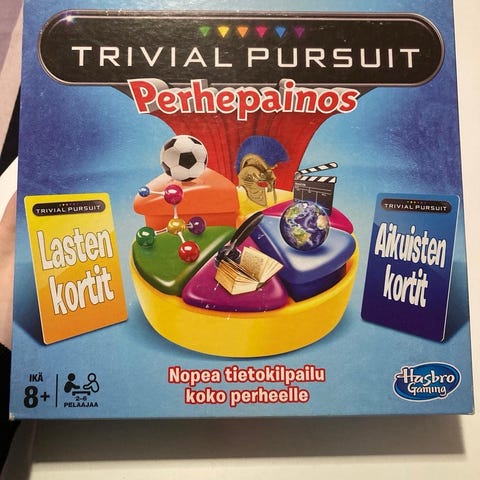 TRIVIAL PURSUIT
Perhepainos
TRIVIAL PURSUIT
Lasten
kortit
TRIVIAL PURSUIT
Aikuisten
kortit
Nopea tietokilpailu
koko perheelle
IKÄ
8+
2–6
PELAAJAA
Hasbro
Gaming